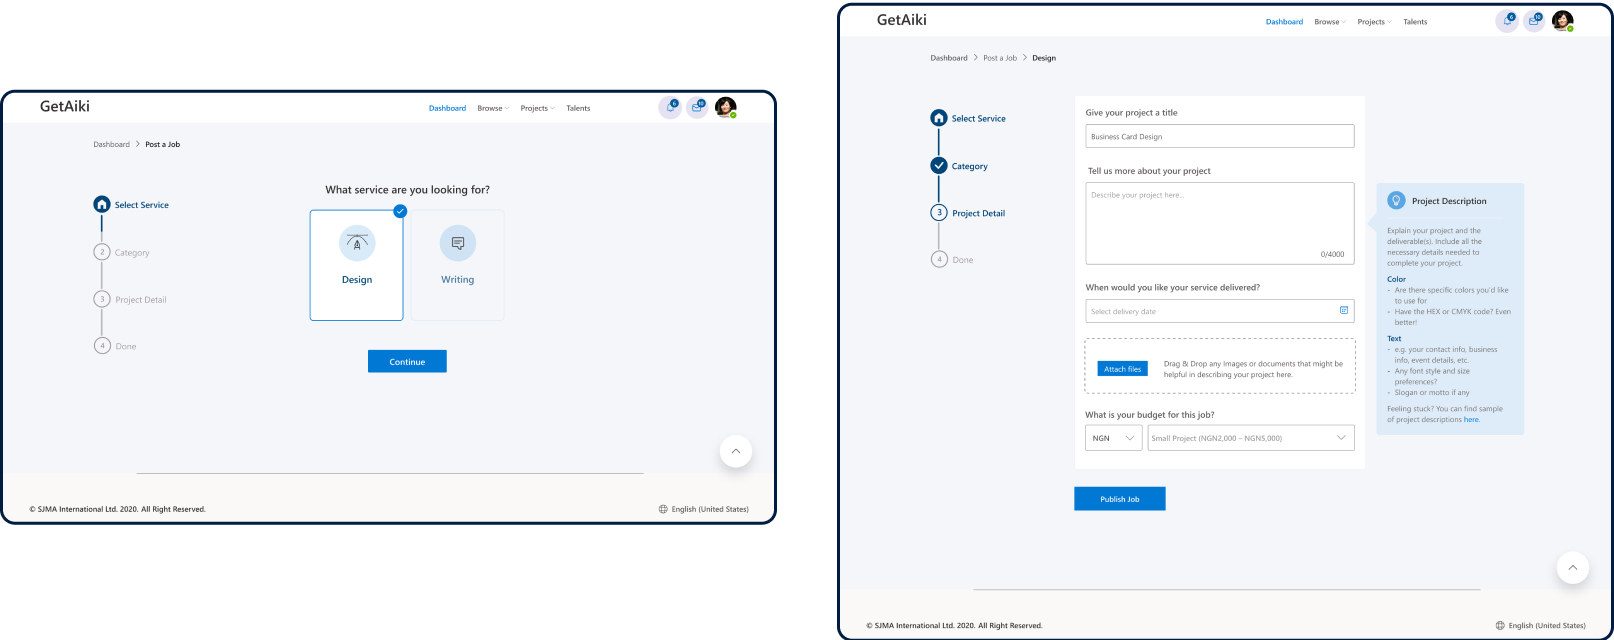 GetAiki
Dashboard Browse Projects Talents
6
10
Dashboard > Post a Job
Select Service
2 Category
3 Project Detail
4 Done
What service are you looking for?
Design
Writing
Continue
© SJMA International Ltd. 2020. All Right Reserved.
English (United States)
GetAiki
Dashboard Browse Projects Talents
6
10
Dashboard > Post a Job > Design
Select Service
Category
3 Project Detail
4 Done
Give your project a title
Business Card Design
Tell us more about your project
Describe your project here...
0/4000
When would you like your service delivered?
Select delivery date
Attach files
Drag & Drop any Images or documents that might be
helpful in describing your project here.
What is your budget for this job?
NGN
Small Project (NGN2,000 – NGN5,000)
Publish Job
Project Description
Explain your project and the
deliverable(s). Include all the
necessary details needed to
complete your project.
Color
- Are there specific colors you'd like
to use for
- Have the HEX or CMYK code? Even
better!
Text
- e.g. your contact info, business
info, event details, etc.
- Any font style and size
preferences?
- Slogan or motto if any
Feeling stuck? You can find sample
of project descriptions here.
© SJMA International Ltd. 2020. All Right Reserved.
English (United States)